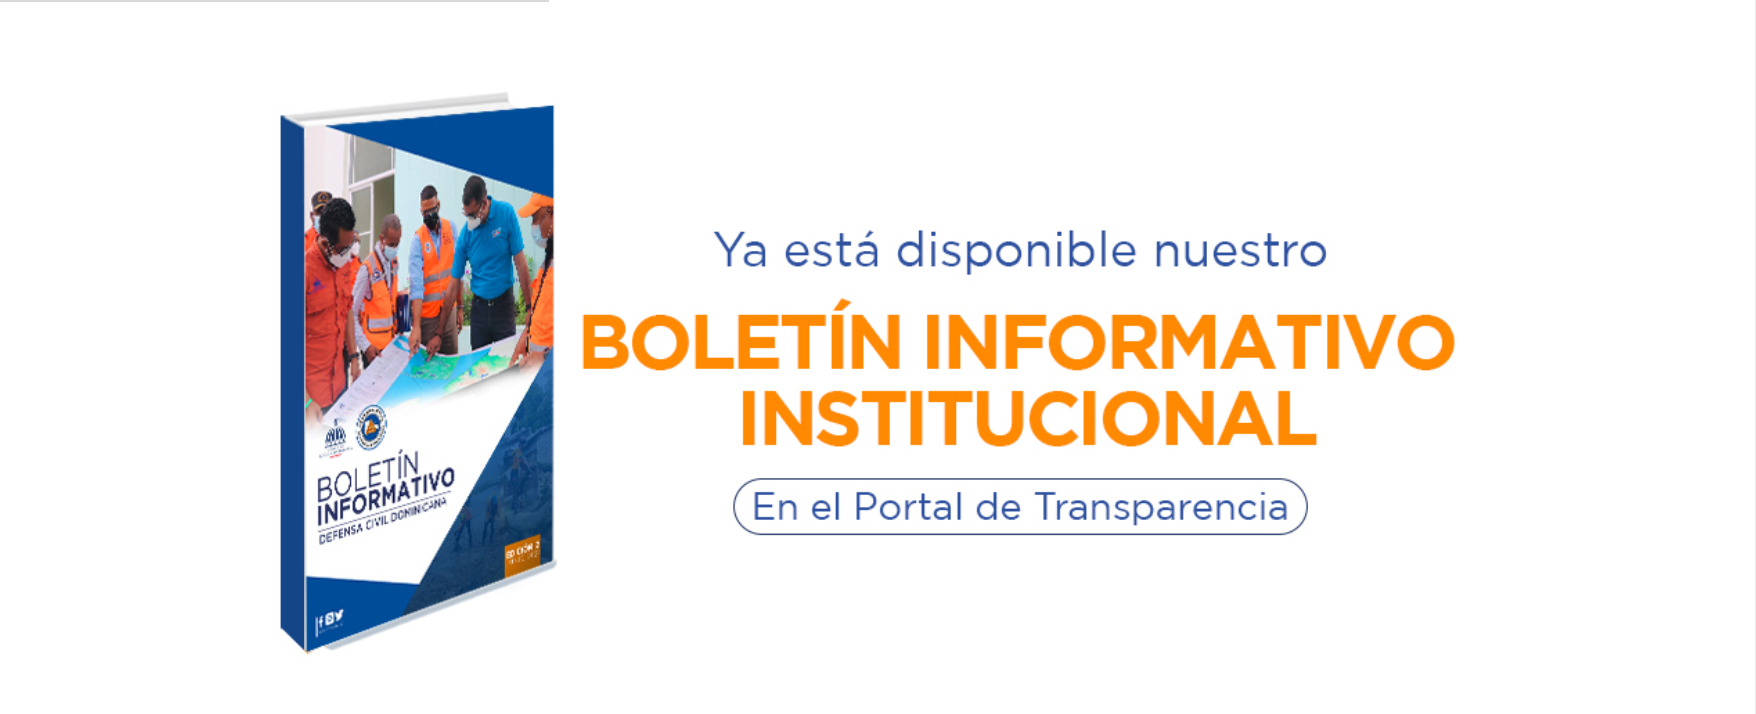 Ya está disponible nuestro
BOLETÍN INFORMATIVO
INSTITUCIONAL
En el Portal de Transparencia
BOLETÍN
INFORMATIVO
DEFENSA CIVIL DOMINICANA
EDICIÓN 2